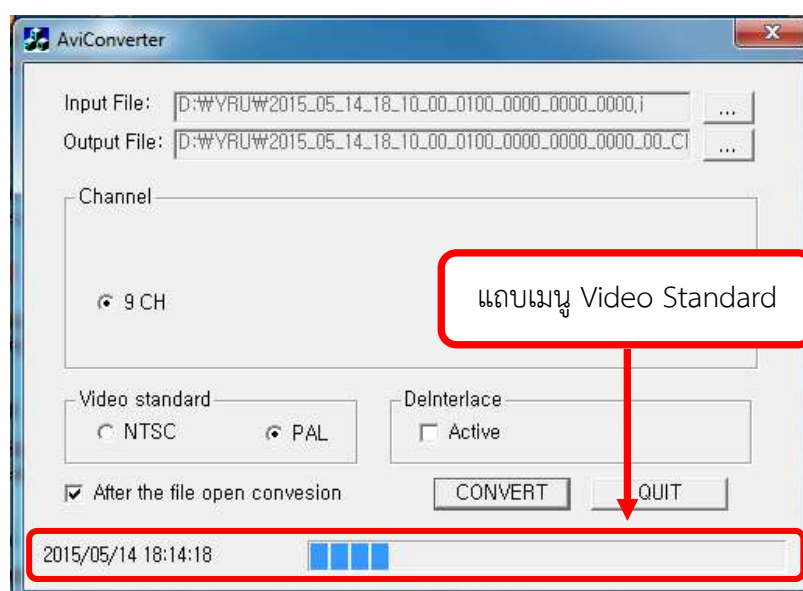 AviConverter
Input File: D:₩YRU₩2015_05_14_18_10_00_0100_0000_0000_0000,i ...
Output File: D:₩YRU₩2015_05_14_18_10_00_0100_0000_0000_0000_00_C ...
Channel
9 CH
แถบเมนู Video Standard
Video standard
DeInterlace
NTSC PAL
Active
After the file open convesion CONVERT QUIT
2015/05/14 18:14:18